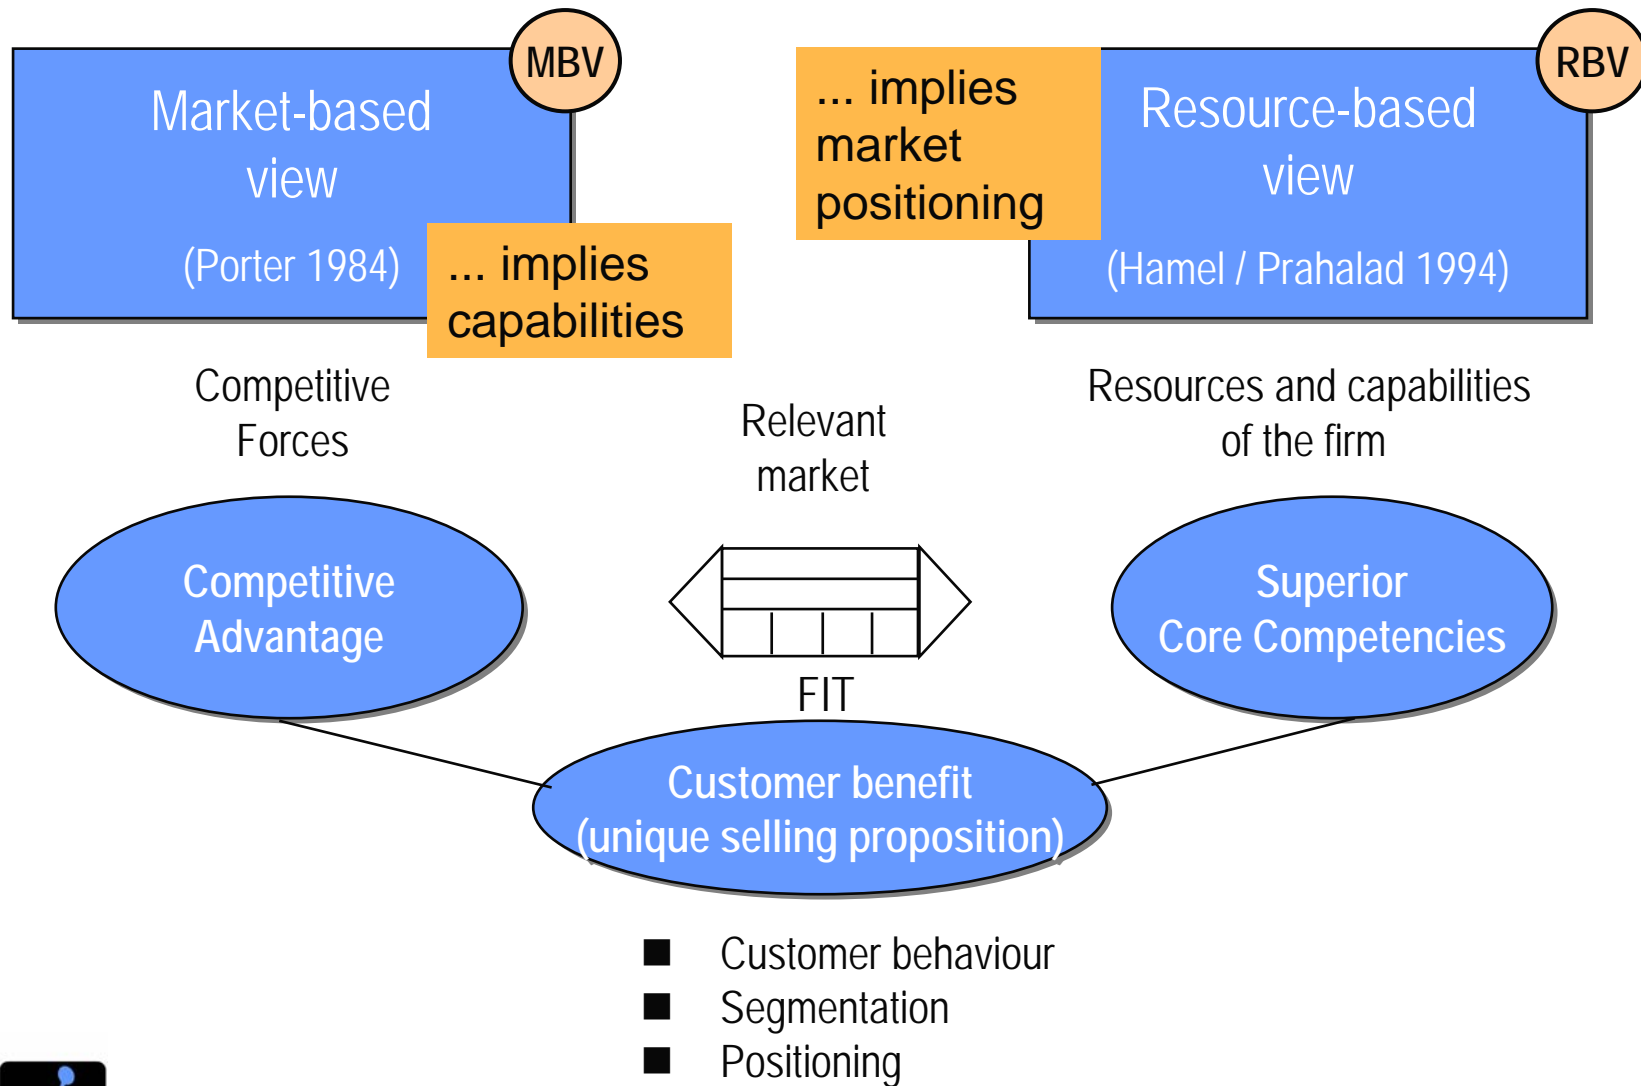 MBV
Market-based
view
(Porter 1984)
... implies
capabilities
... implies
market
positioning
RBV
Resource-based
view
(Hamel / Prahalad 1994)
Competitive
Forces
Relevant
market
Resources and capabilities
of the firm
Competitive
Advantage
FIT
Superior
Core Competencies
Customer benefit
(unique selling proposition)
Customer behaviour
Segmentation
Positioning